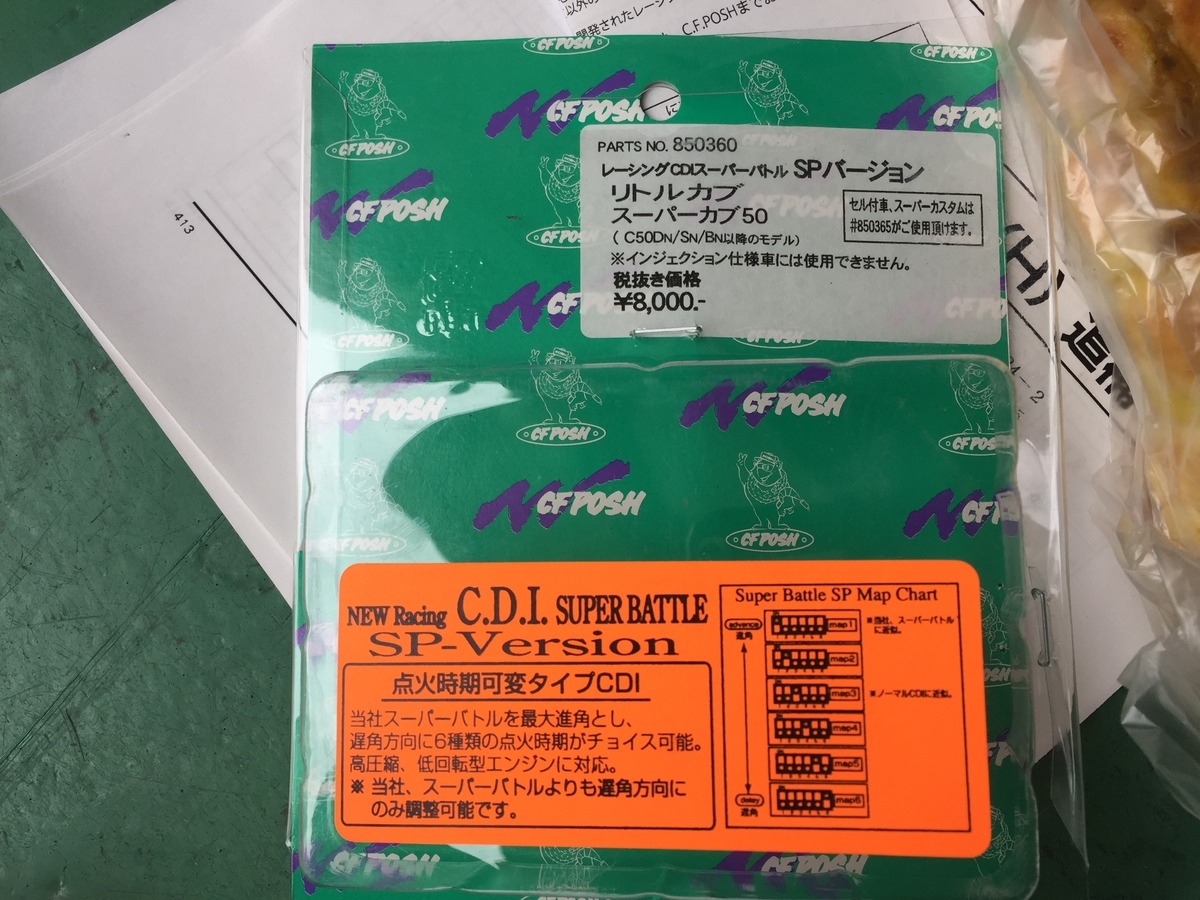 C.F.POSHまでお
413
CF POSH
PARTS NO. 850360
レーシングCDIスーパーバトル SPバージョン
リトルカブ
スーパーカブ50
( C50DN/SN/BN以降のモデル)
セル付車、スーパーカスタムは
#850365がご使用頂けます。
※インジェクション仕様車には使用できません。
税抜き価格
¥8,000.-
NEW Racing C.D.I. SUPER BATTLE
SP-Version
点火時期可変タイプCDI
当社スーパーバトルを最大進角とし、
遅角方向に6種類の点火時期がチョイス可能。
高圧縮、低回転型エンジンに対応。
※ 当社、スーパーバトルよりも遅角方向に
のみ調整可能です。
Super Battle SP Map Chart
advance
進角
map1
※当社、スーパーバトル
に近似。
map2
map3
※ノーマルCDIに近似。
map4
map5
map6
delay
遅角